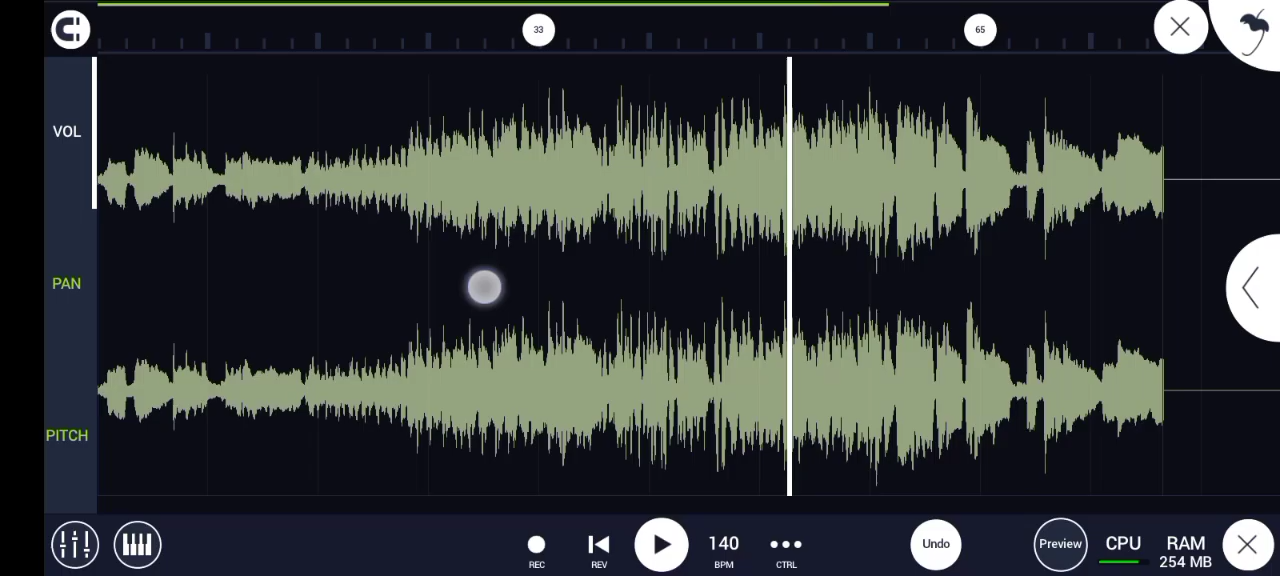 33
65
VOL
PAN
PITCH
REC
REV
140
BPM
CTRL
Undo
Preview
CPU
RAM
254 MB